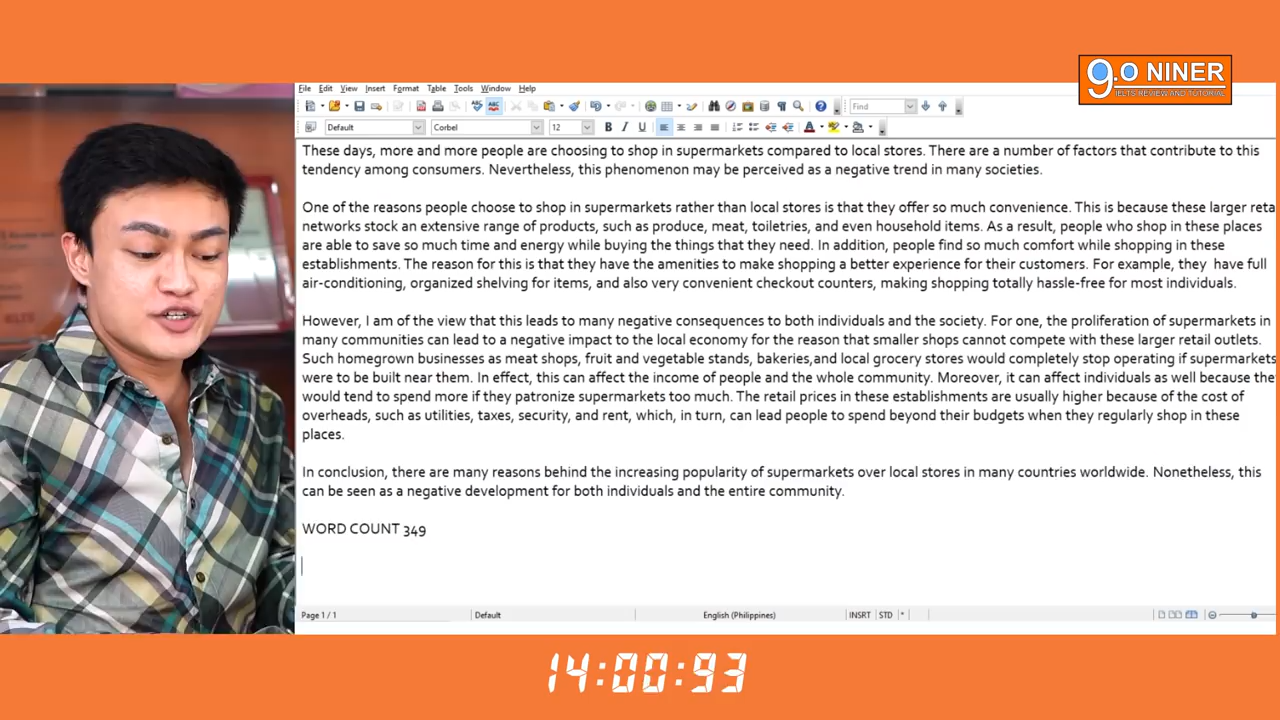 9.0 NINER
IELTS REVIEW AND TUTORIAL
File Edit View Insert Format Table Tools Window Help
Find
Default Corbel 12 B I U
These days, more and more people are choosing to shop in supermarkets compared to local stores. There are a number of factors that contribute to this
tendency among consumers. Nevertheless, this phenomenon may be perceived as a negative trend in many societies.
One of the reasons people choose to shop in supermarkets rather than local stories is that they offer so much convenience. This is because these larger reta
networks stock an extensive range of products, such as produce, meat, toiletries, and even household items. As a result, people who shop in these places
are able to save so much time and energy while buying the things that they need. In addition, people find so much comfort while shopping in these
establishments. The reason for this is that they have the amenities to make shopping a better experience for their customers. For example, they have full
air-conditioning, organized shelving for items, and also very convenient checkout counters, making shopping totally hassle-free for most individuals.
However, I am of the view that this leads to many negative consequences to both individuals and the society. For one, the proliferation of supermarkets in
many communities can lead to a negative impact to the local economy for the reason that smaller shops cannot compete with these larger retail outlets.
Such homegrown businesses as meat shops, fruit and vegetable stands, bakeries,and local grocery stores would completely stop operating if supermarkets
were to be built near them. In effect, this can affect the income of people and the whole community. Moreover, it can affect individuals as well because the
would tend to spend more if they patronize supermarkets too much. The retail prices in these establishments are usually higher because of the cost of
overheads, such as utilities, taxes, security, and rent, which, in turn, can lead people to spend beyond their budgets when they regularly shop in these
places.
In conclusion, there are many reasons behind the increasing popularity of supermarkets over local stores in many countries worldwide. Nonetheless, this
can be seen as a negative development for both individuals and the entire community.
WORD COUNT 349
Page 1 / 1 Default English (Philippines) INSRT STD *
14:00:93